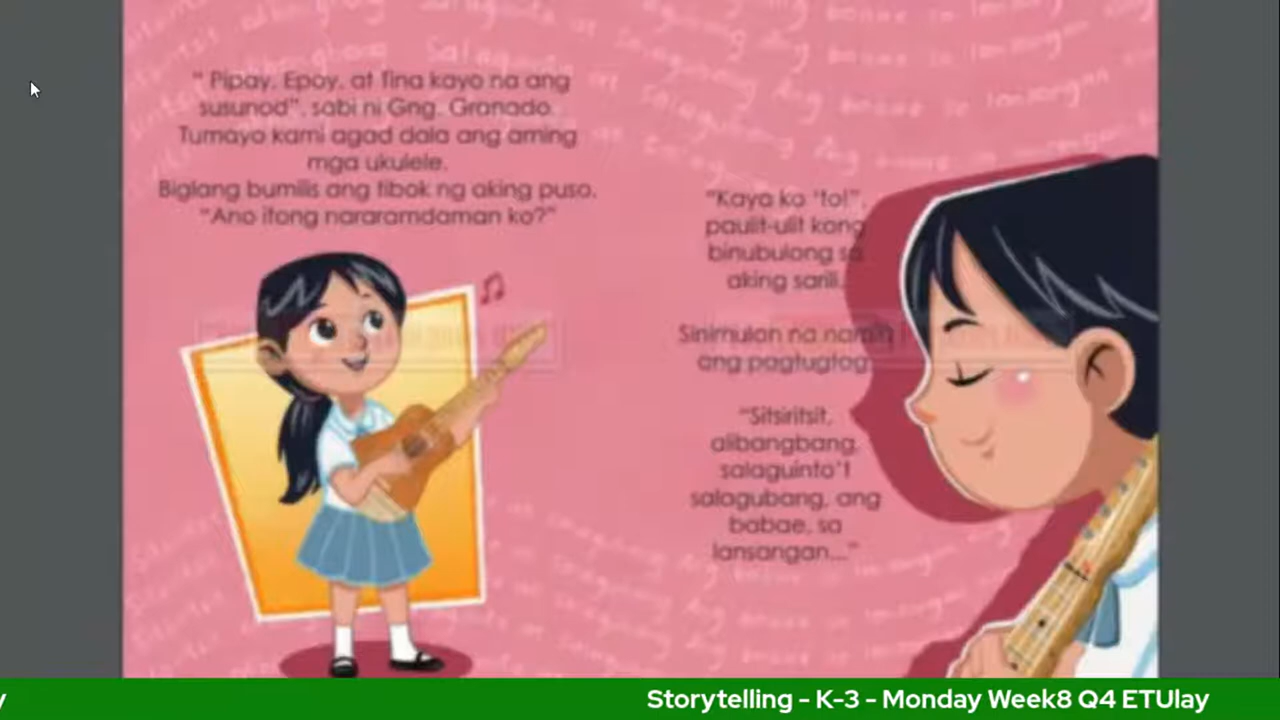 “ Pipay, Epoy, at Tina kayo na ang
susunod”, sabi ni Gng. Granado.
Tumayo kami agad dala ang aming
mga ukulele.
Biglang bumilis ang tibok ng aking puso.
“Ano itong nararamdaman ko?”
“Kaya ko ‘to!”,
paulit-ulit kong
binubulong sa
aking sarili.
Sinimulan na namin
ang pagtugtog
“Sitsiritsit,
alibangbang,
salaguinto’t
salagubang, ang
babae, sa
lansangan...”
y
Storytelling - K-3 - Monday Week8 Q4 ETUlay